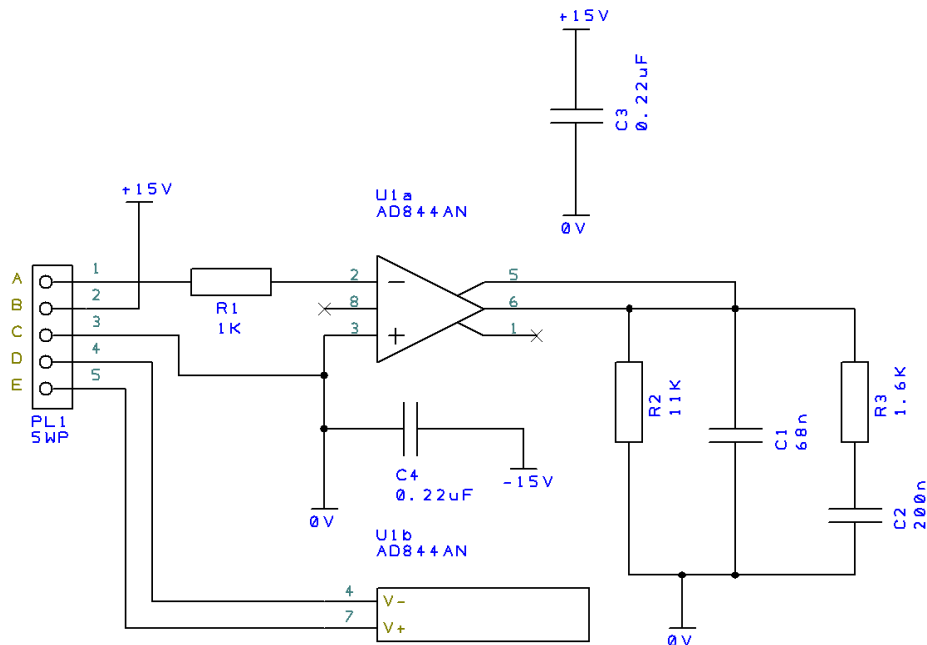 +15V
C3
0.22uF
0V
+15V
U1a
AD844AN
A 1
B 2
C 3
D 4
E 5
PL1
5WP
R1
1K
2
8
3
5
6
1
R2
11K
C1
68n
R3
1.6K
C2
200n
C4
0.22uF
-15V
0V
U1b
AD844AN
4 V-
7 V+
0V